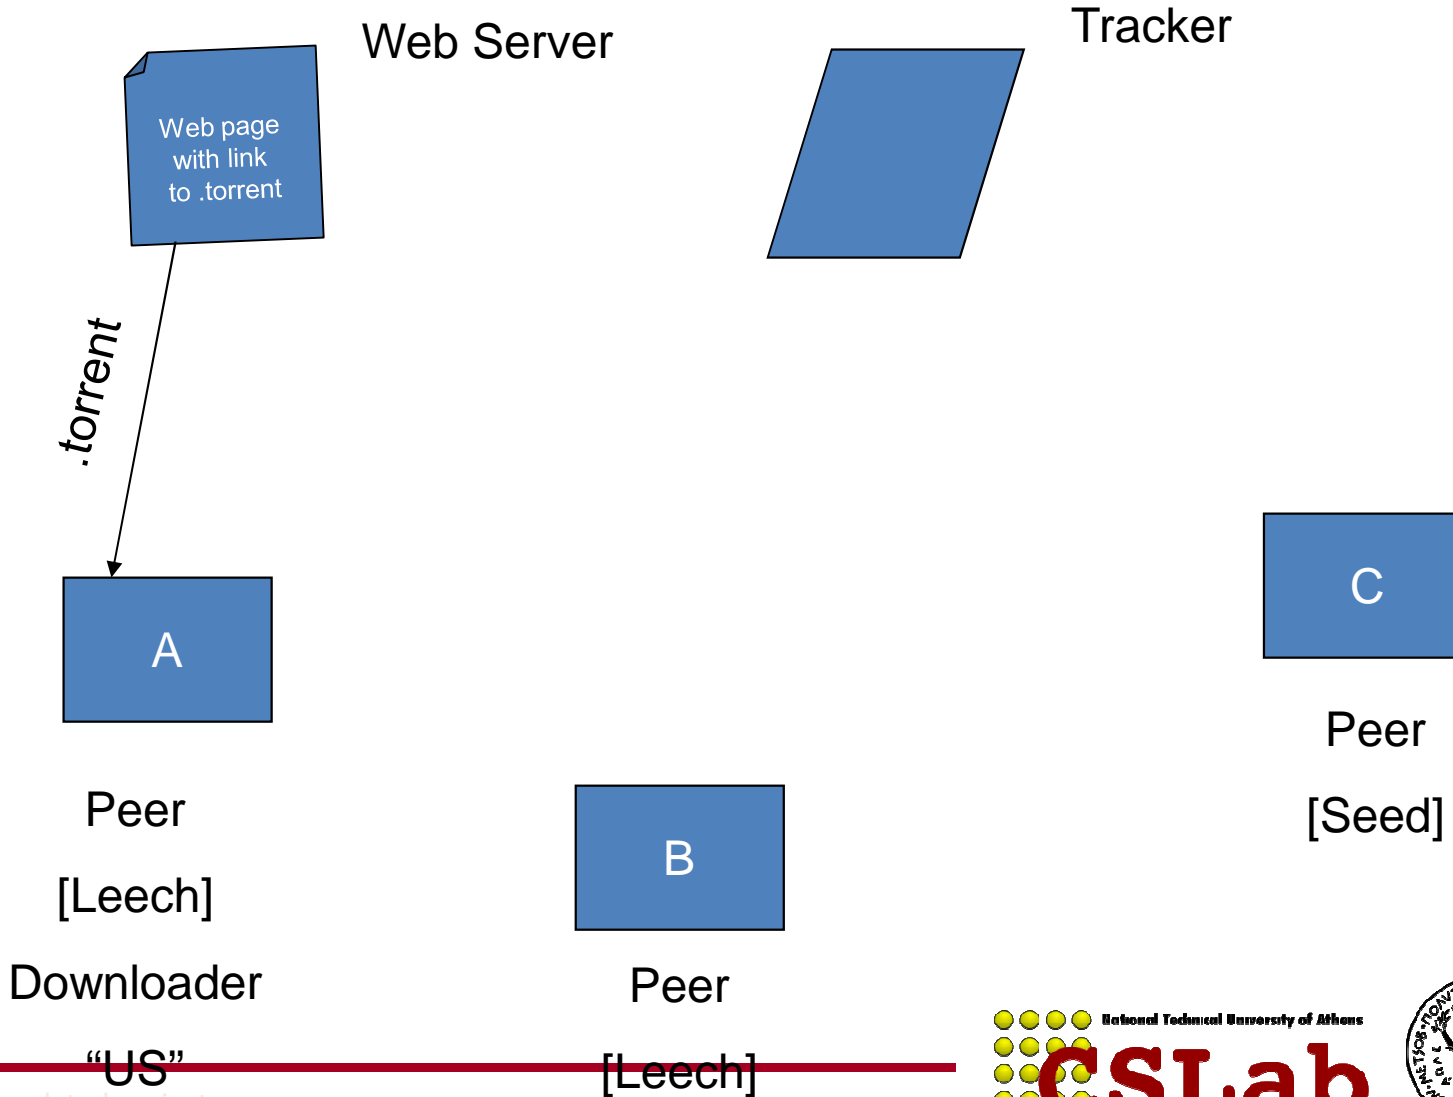 Web Server
Tracker
Web page
with link
to .torrent
.torrent
A
C
Peer
[Seed]
Peer
[Leech]
Downloader
“US”
B
Peer
[Leech]
National Technical University of Athens
CSLab